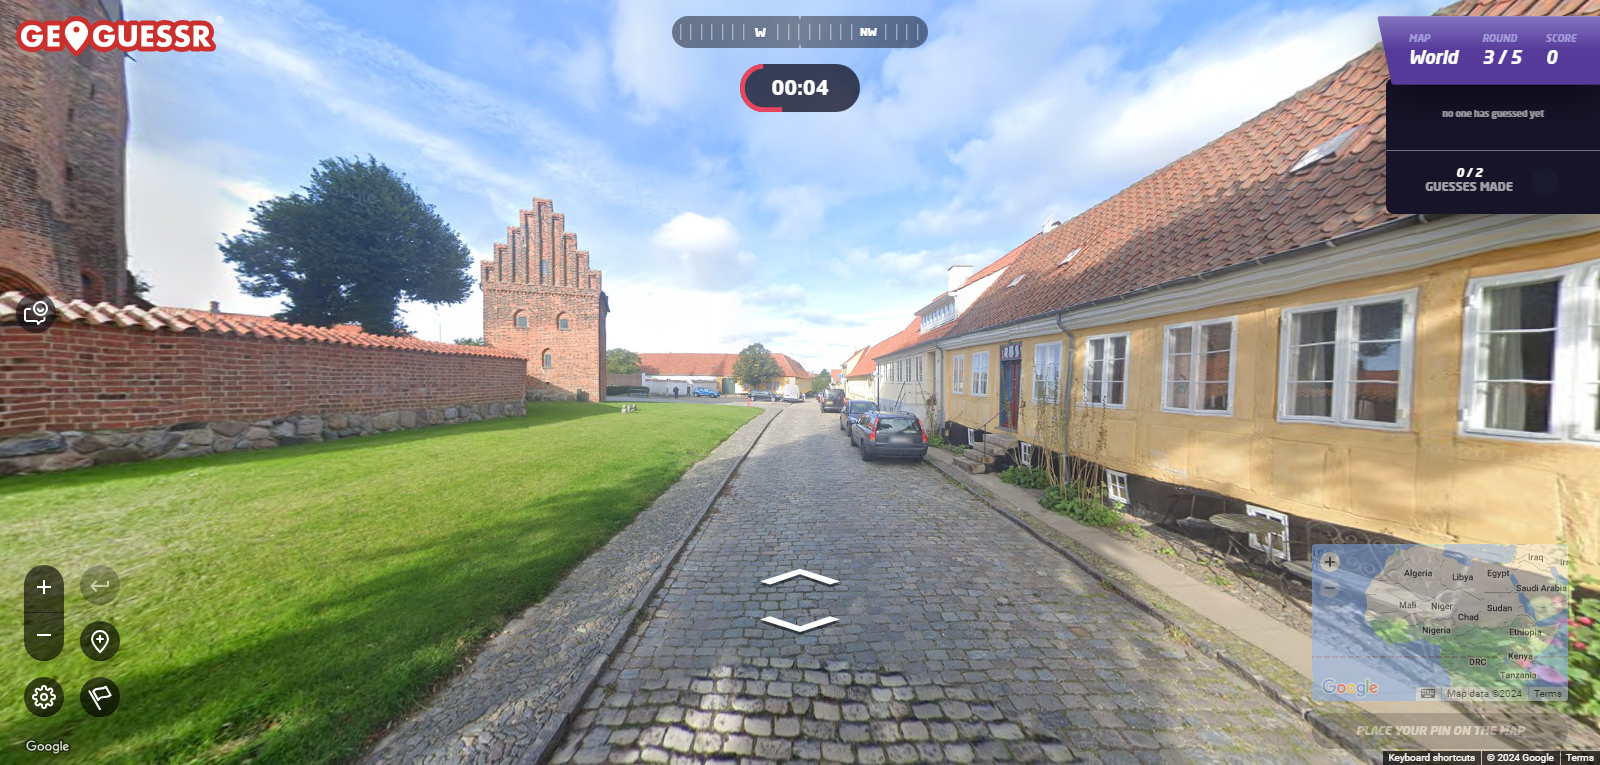 GEOGUESSR
W NW
00:04
MAP ROUND SCORE
World 3 / 5 0
no one has guessed yet
0 / 2
GUESSES MADE
Iraq
Algeria Libya Egypt
Saudi Arabia
Mali Niger Chad Sudan
Nigeria Ethiopia
DRC Kenya
Tanzania
Google Map data ©2024 Terms
PLACE YOUR PIN ON THE MAP
Google
Keyboard shortcuts © 2024 Google Terms